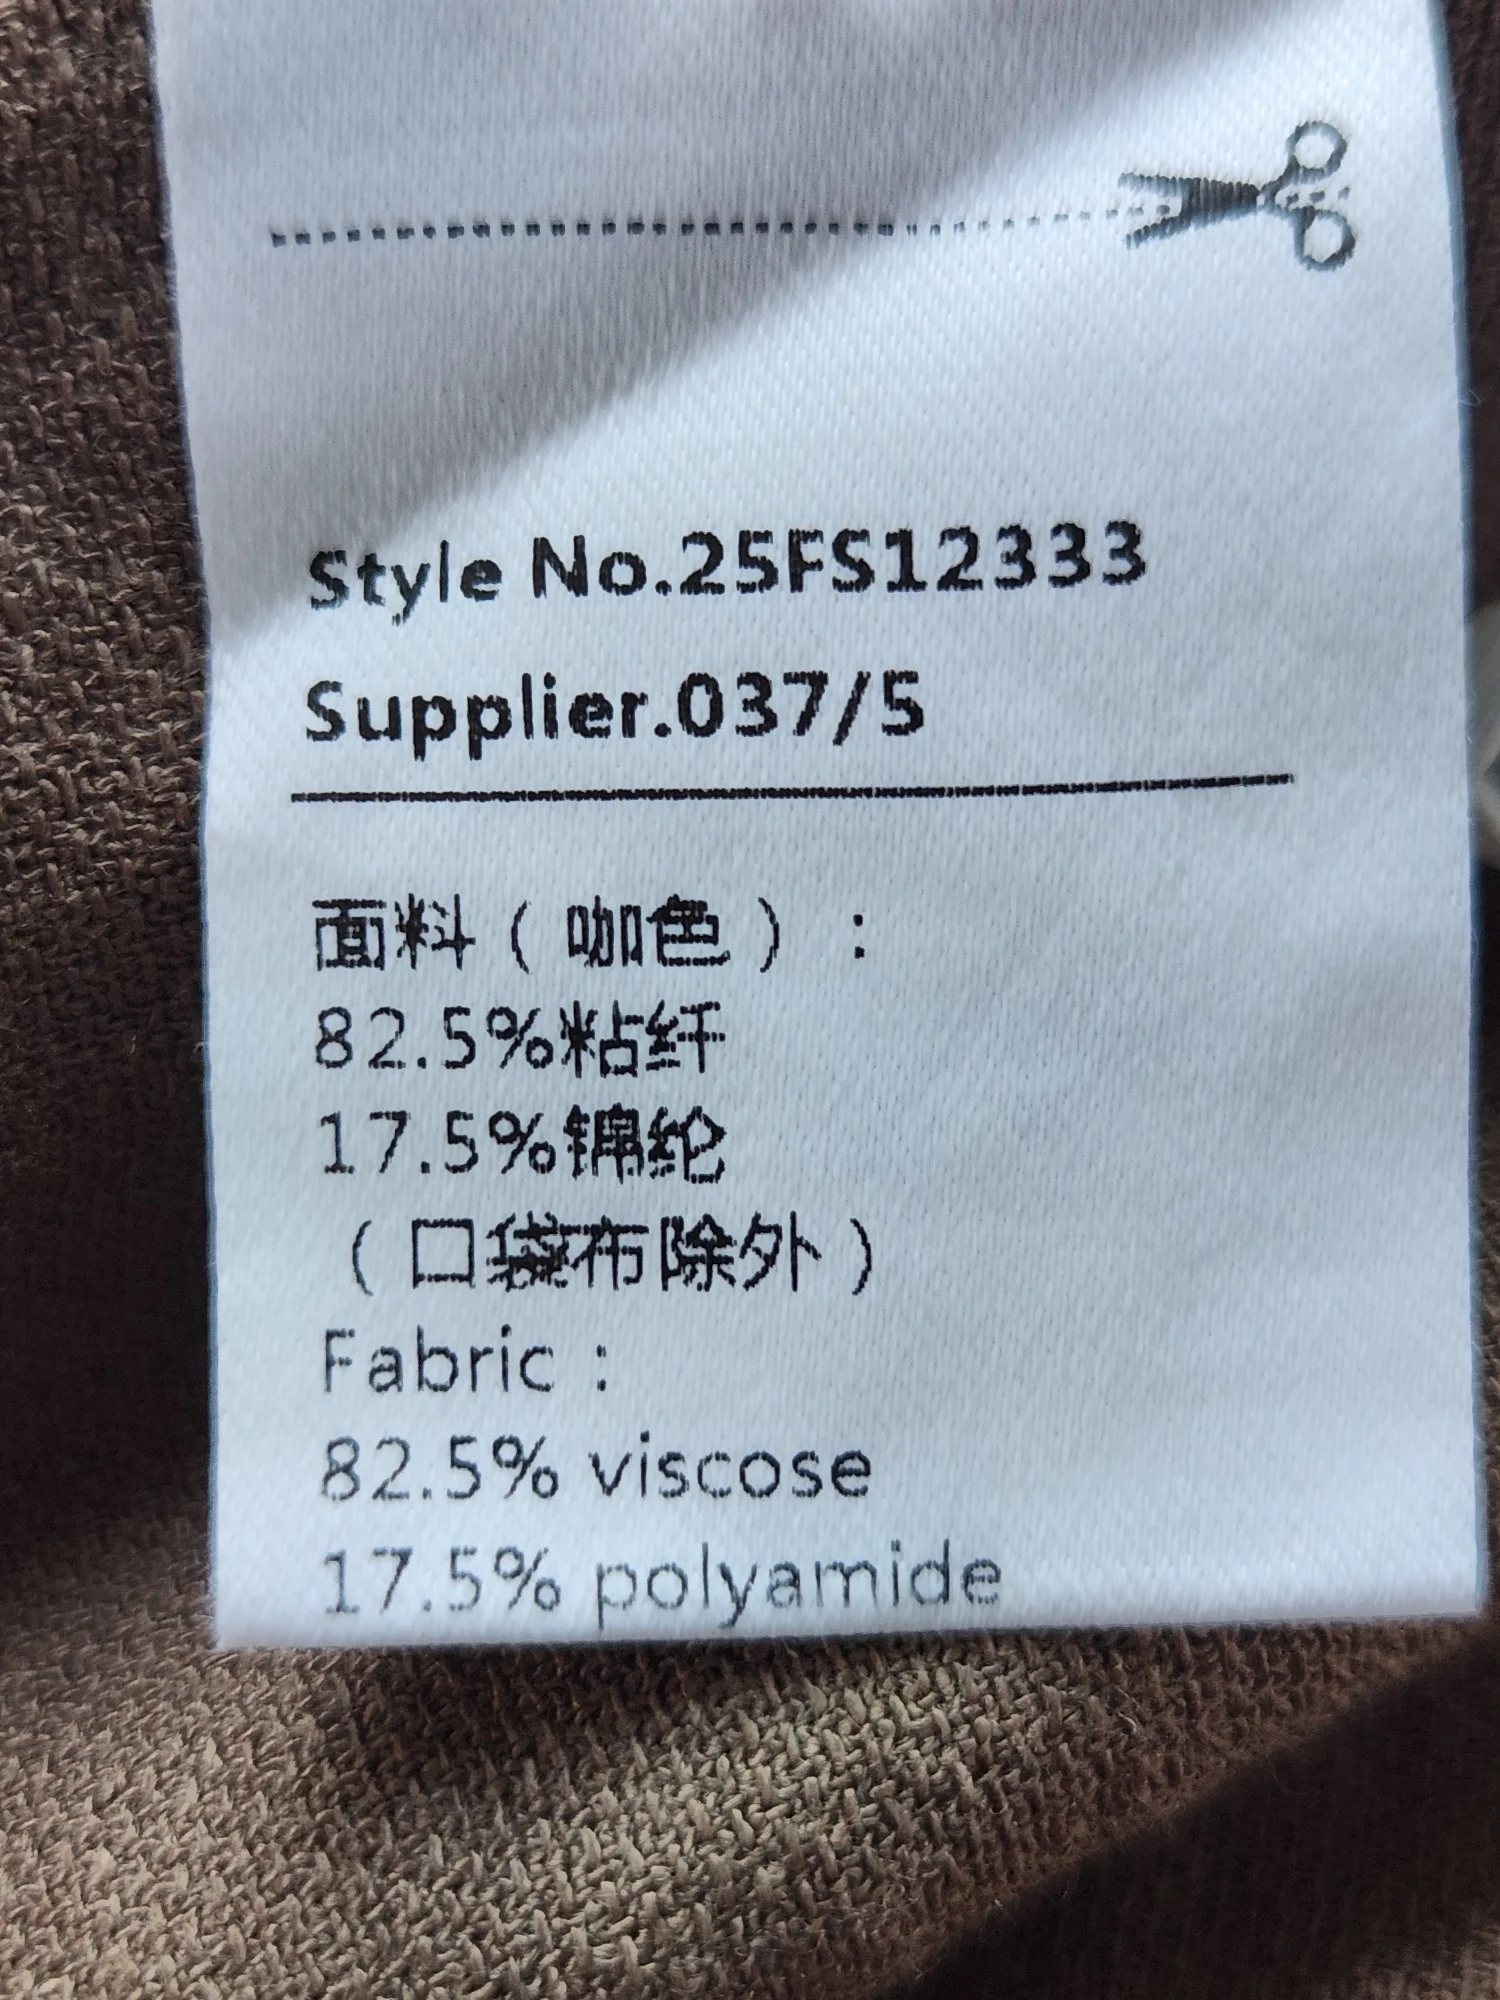 Style No.25FS12333
Supplier.037/5
面料（咖色）：
82.5%粘纤
17.5%锦纶
（口袋布除外）
Fabric：
82.5% viscose
17.5% polyamide